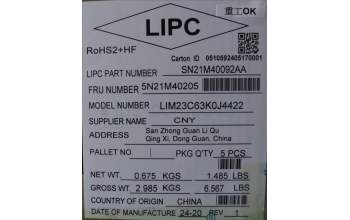 重工OK
LIPC
RoHS2+HF
Carton ID 0510592405170001
LIPC PART NUMBER SN21M40092AA
FRU NUMBER 5N21M40205
MODEL NUMBER LIM23C63K0J4422
SUPPLIER NAME CNY
ADDRESS San Zhong Guan Li Qu
Qing Xi, Dong Guan, China
PALLET NO. PKG Q'TY 5 PCS
NET WT. 0.675 KGS 1.485 LBS
GROSS WT. 2.985 KGS 6.567 LBS
COUNTRY OF ORIGIN CHINA
DATE OF MANUFACTURE 24-20 REV 1